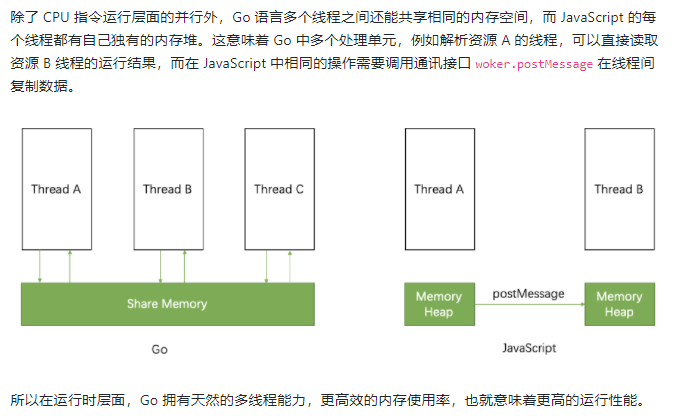 除了 CPU 指令运行层面的并行外，Go 语言多个线程之间还能共享相同的内存空间，而 JavaScript 的每
个线程都有自己独有的内存堆。这意味着 Go 中多个处理单元，例如解析资源 A 的线程，可以直接读取
资源 B 线程的运行结果，而在 JavaScript 中相同的操作需要调用通讯接口 woker.postMessage 在线程间
复制数据。
Thread A
Thread B
Thread C
Thread A
Thread B
Share Memory
Memory
Heap
postMessage
Memory
Heap
Go
JavaScript
所以在运行时层面，Go 拥有天然的多线程能力，更高效的内存使用率，也就意味着更高的运行性能。